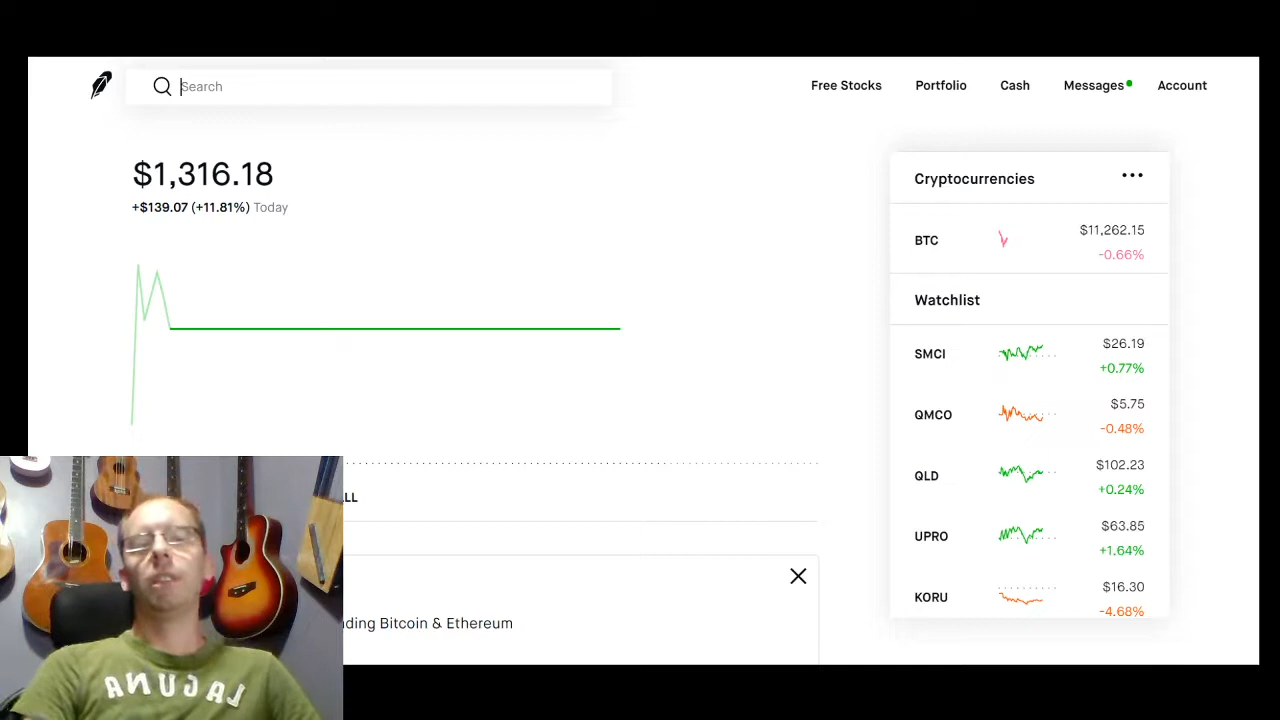 Search
Free Stocks
Portfolio
Cash
Messages
Account
$1,316.18
+$139.07 (+11.81%) Today
Cryptocurrencies
BTC
$11,262.15
-0.66%
Watchlist
SMCI
$26.19
+0.77%
QMCO
$5.75
-0.48%
QLD
$102.23
+0.24%
UPRO
$63.85
+1.64%
KORU
$16.30
-4.68%
LL
ding Bitcoin & Ethereum
LAGUNA